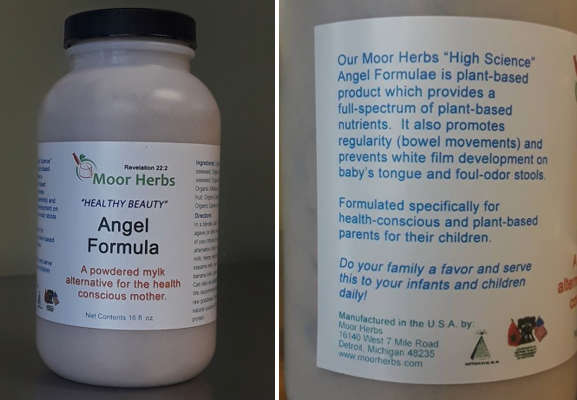 Revelation 22:2
Moor Herbs
"HEALTHY BEAUTY"
Angel
Formula
A powdered mylk
alternative for the health
conscious mother.
Net Contents 16 fl oz
Our Moor Herbs "High Science"
Angel Formulae is plant-based
product which provides a
full-spectrum of plant-based
nutrients. It also promotes
regularity (bowel movements) and
prevents white film development on
baby's tongue and foul-odor stools.
Formulated specifically for
health-conscious and plant-based
parents for their children.
Do your family a favor and serve
this to your infants and children
daily!
Manufactured in the U.S.A. by:
Moor Herbs
16140 West 7 Mile Road
Detroit, Michigan 48235
www.moorherbs.com